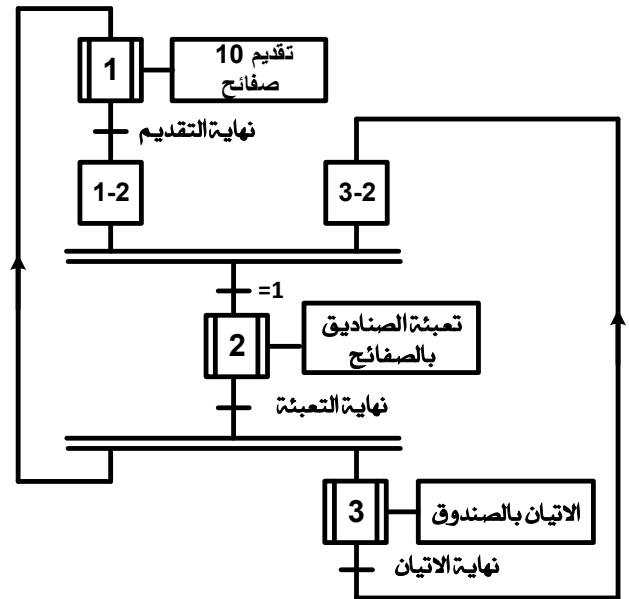 1
تقديم 10
صفائح
نهاية التقديم
1-2
3-2
=1
2
تعبئة الصناديق
بالصفائح
نهاية التعبئة
3
الاتيان بالصندوق
نهاية الاتيان